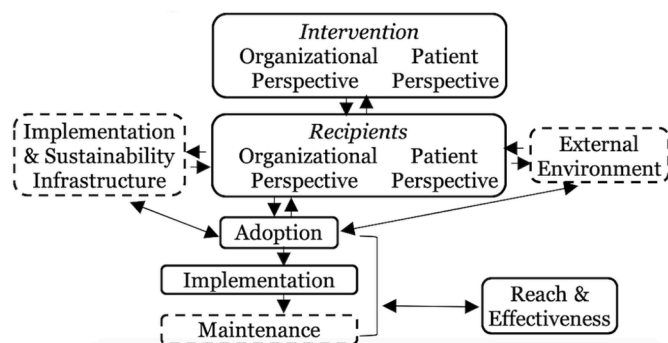 Intervention
Organizational Patient
Perspective Perspective
Implementation
& Sustainability
Infrastructure
Recipients
Organizational Patient
Perspective Perspective
External
Environment
Adoption
Implementation
Maintenance
Reach &
Effectiveness